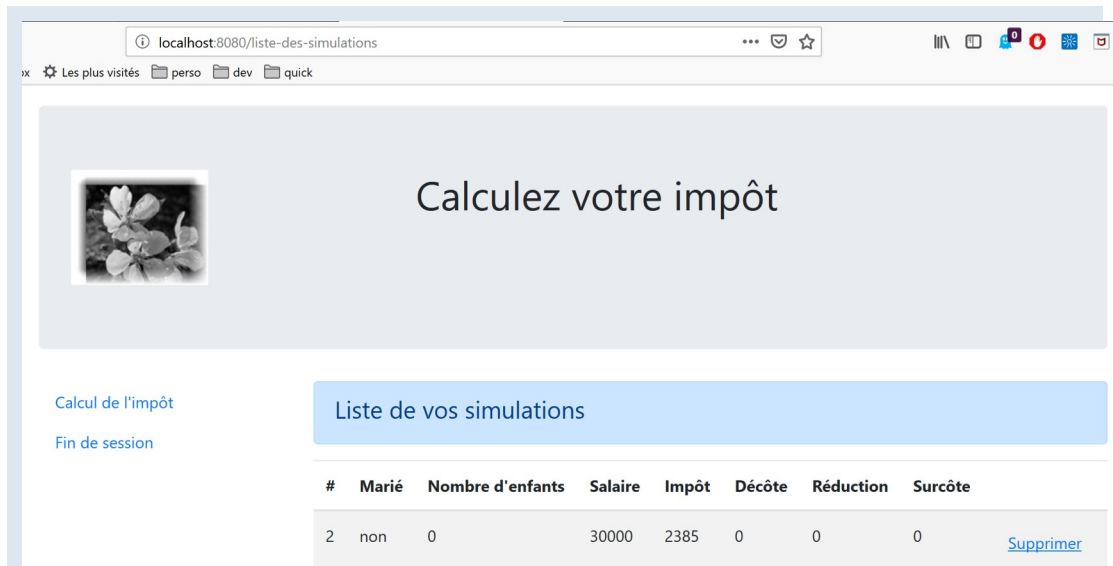 localhost:8080/liste-des-simulations
0
Les plus visités perso dev quick
Calculez votre impôt
Calcul de l'impôt
Fin de session
Liste de vos simulations
# Marié Nombre d'enfants Salaire Impôt Décôte Réduction Surcôte
2 non 0 30000 2385 0 0 0 Supprimer